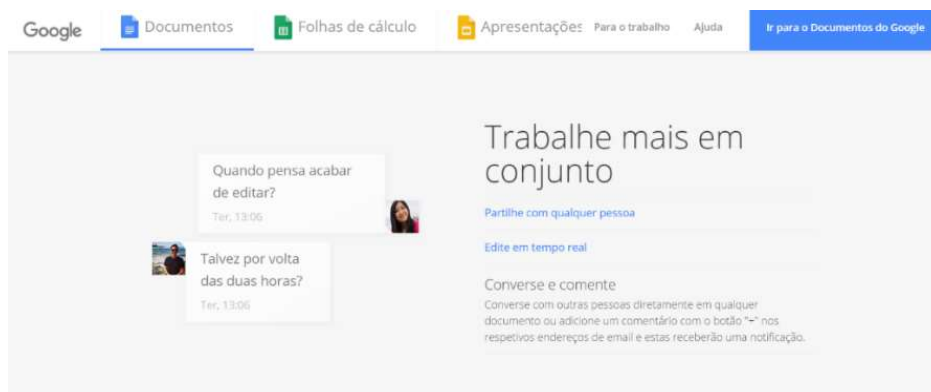 Google
Documentos
Folhas de cálculo
Apresentações
Para o trabalho
Ajuda
Ir para o Documentos do Google
Quando pensa acabar
de editar?
Ter, 13:06
Talvez por volta
das duas horas?
Ter, 13:06
Trabalhe mais em
conjunto
Partilhe com qualquer pessoa
Edite em tempo real
Converse e comente
Converse com outras pessoas diretamente em qualquer
documento ou adicione um comentário com o botão "+" nos
respetivos endereços de email e estas receberão uma notificação.